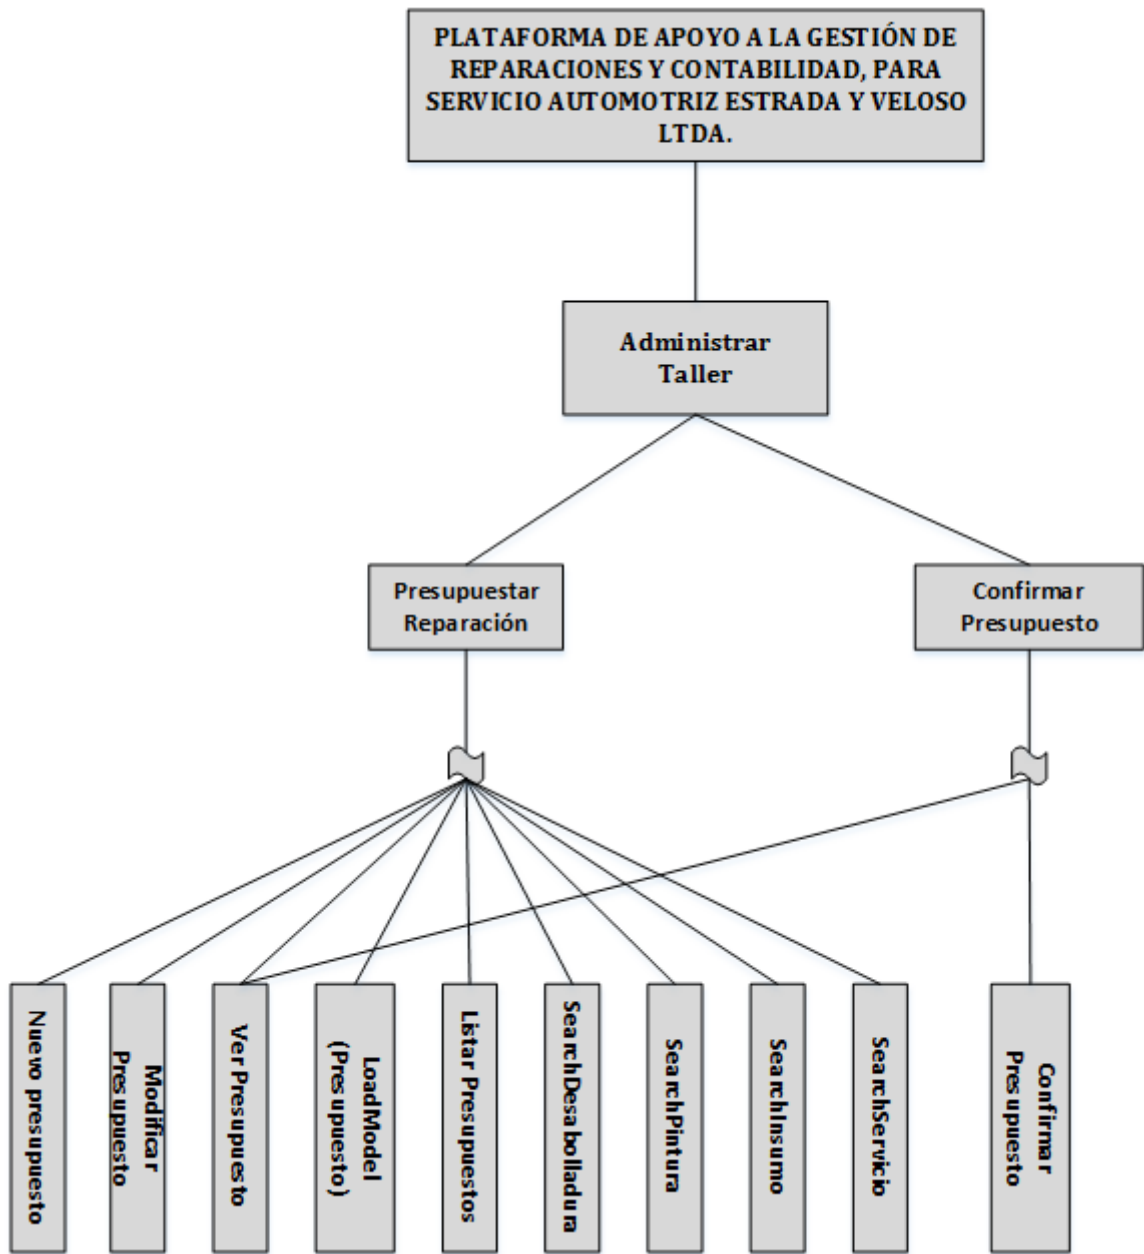 PLATAFORMA DE APOYO A LA GESTIÓN DE
REPARACIONES Y CONTABILIDAD, PARA
SERVICIO AUTOMOTRIZ ESTRADA Y VELOSO
LTDA.
Administrar
Taller
Presupuestar
Reparación
Confirmar
Presupuesto
Nuevo presupuesto
Modificar
Presupuesto
Ver Presupuesto
LoadModel
(Presupuesto)
Listar Presupuestos
SearchDesabolladura
SearchPintura
SearchInsumo
SearchServicio
Confirmar
Presupuesto